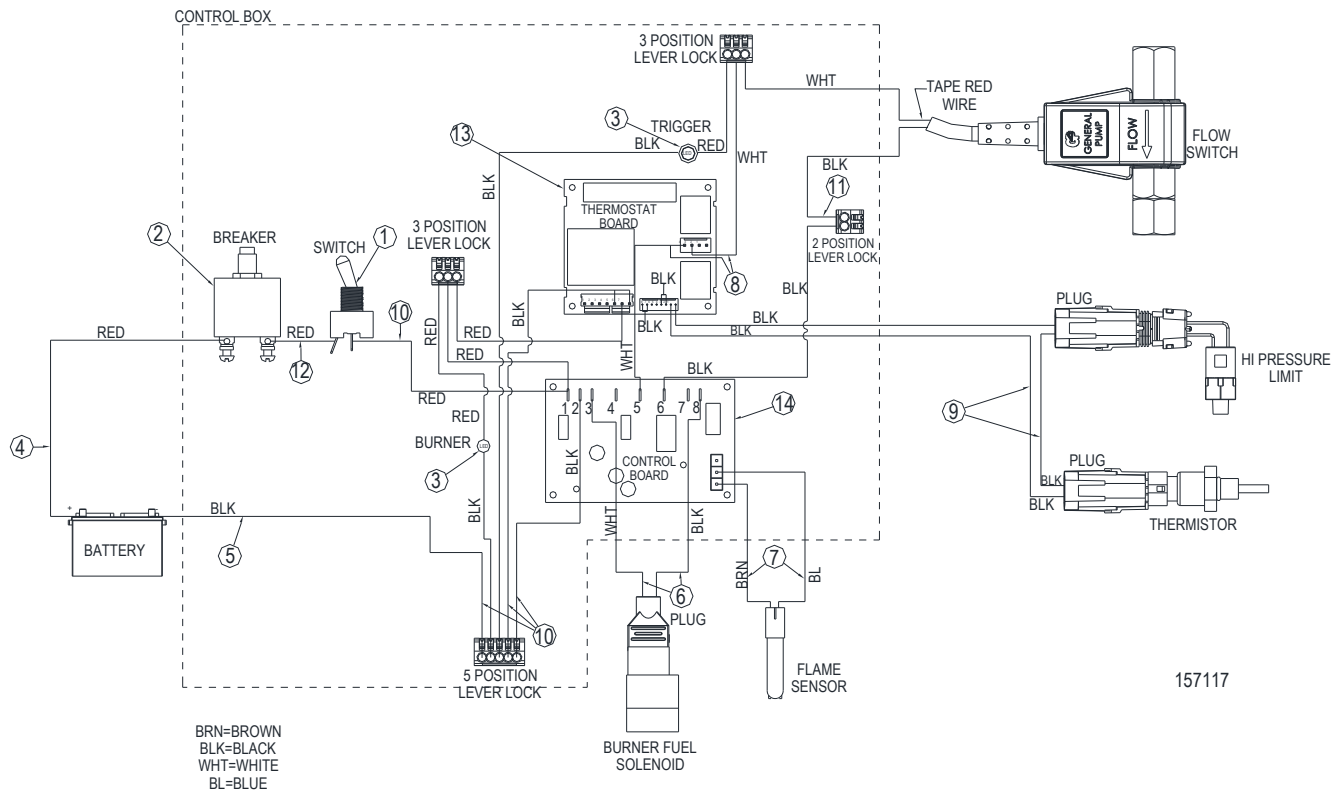 CONTROL BOX
3 POSITION
LEVER LOCK
WHT
TAPE RED
WIRE
GENERAL
PUMP
FLOW
FLOW
SWITCH
13
3
TRIGGER
BLK
RED
WHT
BLK
BLK
11
2 POSITION
LEVER LOCK
THERMOSTAT
BOARD
8
BLK
BLK
BLK
2
BREAKER
SWITCH
1
3 POSITION
LEVER LOCK
RED
RED
12
10
RED
RED
RED
BLK
WHT
BLK
BLK
BLK
PLUG
HI PRESSURE
LIMIT
9
PLUG
BLK
BLK
THERMISTOR
RED
RED
BURNER
LED
3
LED
1 2 3 4 5 6 7 8
14
BLK
CONTROL
BOARD
4
+
BATTERY
BLK
5
BLK
WHT
BLK
BRN
7
BL
6
PLUG
10
5 POSITION
LEVER LOCK
FLAME
SENSOR
BURNER FUEL
SOLENOID
157117
BRN=BROWN
BLK=BLACK
WHT=WHITE
BL=BLUE